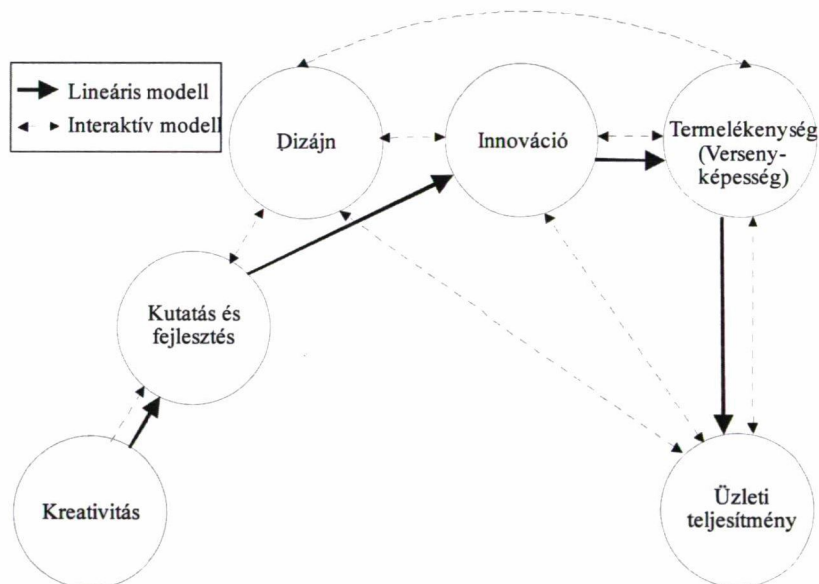 Lineáris modell
Interaktív modell
Dizájn
Innováció
Termelékenység
(Verseny-
képesség)
Kutatás és
fejlesztés
Kreativitás
Üzleti
teljesítmény